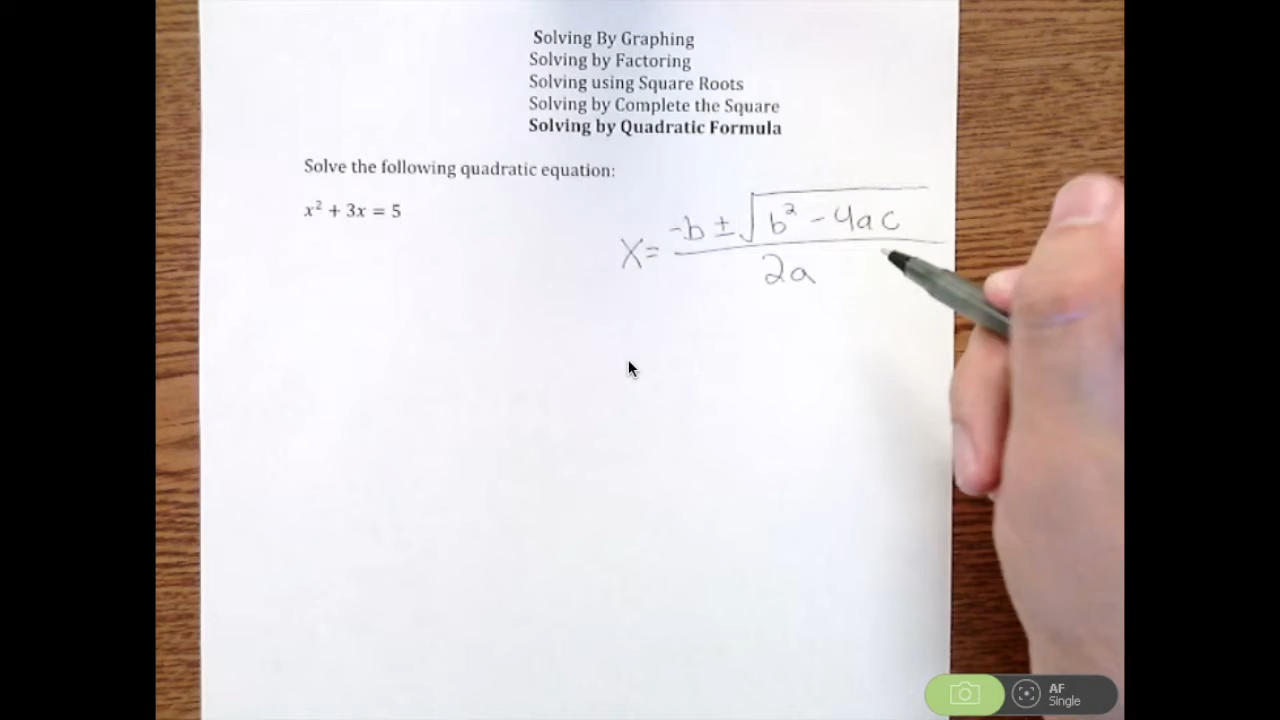 Solving By Graphing
Solving by Factoring
Solving using Square Roots
Solving by Complete the Square
Solving by Quadratic Formula
Solve the following quadratic equation:
x² + 3x = 5
X = -b ± √(b² - 4ac) / 2a
AF
Single